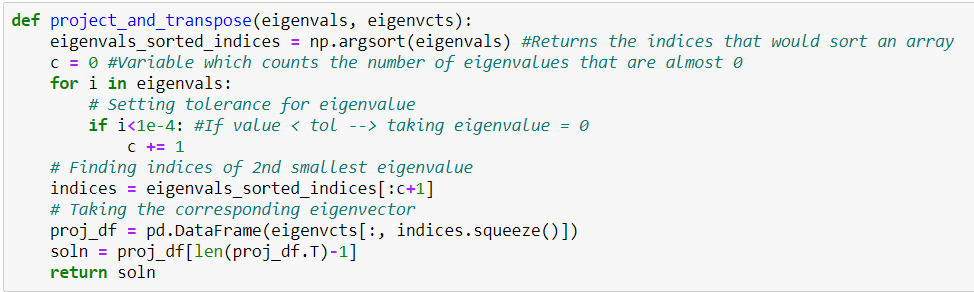 def project_and_transpose(eigenvals, eigenvcts):
    eigenvals_sorted_indices = np.argsort(eigenvals) #Returns the indices that would sort an array
    c = 0 #Variable which counts the number of eigenvalues that are almost 0
    for i in eigenvals:
        # Setting tolerance for eigenvalue
        if i<1e-4: #If value < tol --> taking eigenvalue = 0
            c += 1
    # Finding indices of 2nd smallest eigenvalue
    indices = eigenvals_sorted_indices[:c+1]
    # Taking the corresponding eigenvector
    proj_df = pd.DataFrame(eigenvcts[:, indices.squeeze()])
    soln = proj_df[len(proj_df.T)-1]
    return soln